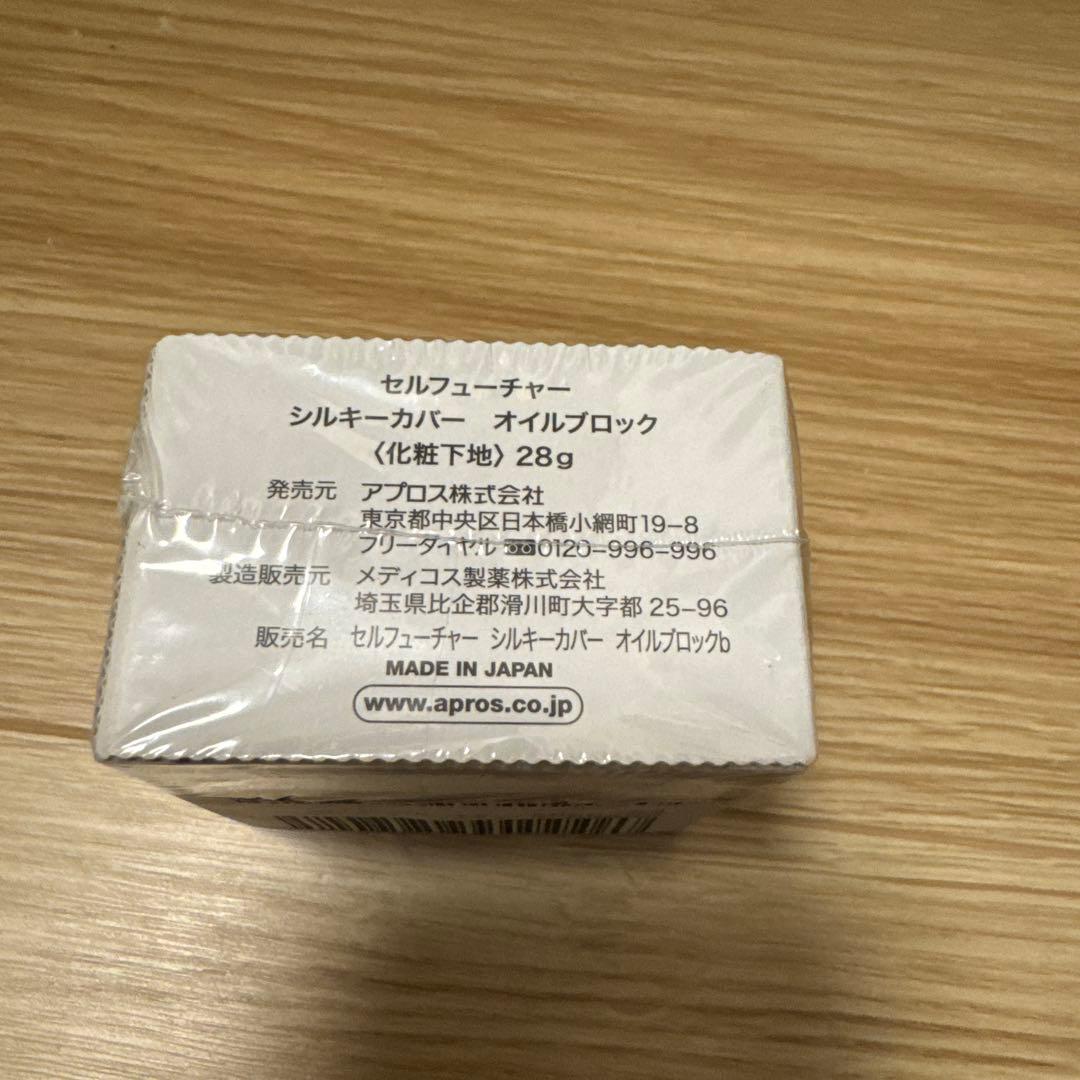 セルフューチャー
シルキーカバー オイルブロック
〈化粧下地〉28g
発売元 アプロス株式会社
東京都中央区日本橋小網町19-8
フリーダイヤル 0120-996-996
製造販売元 メディコス製薬株式会社
埼玉県比企郡滑川町大字都25-96
販売名 セルフューチャー シルキーカバー オイルブロックb
MADE IN JAPAN
www.apros.co.jp